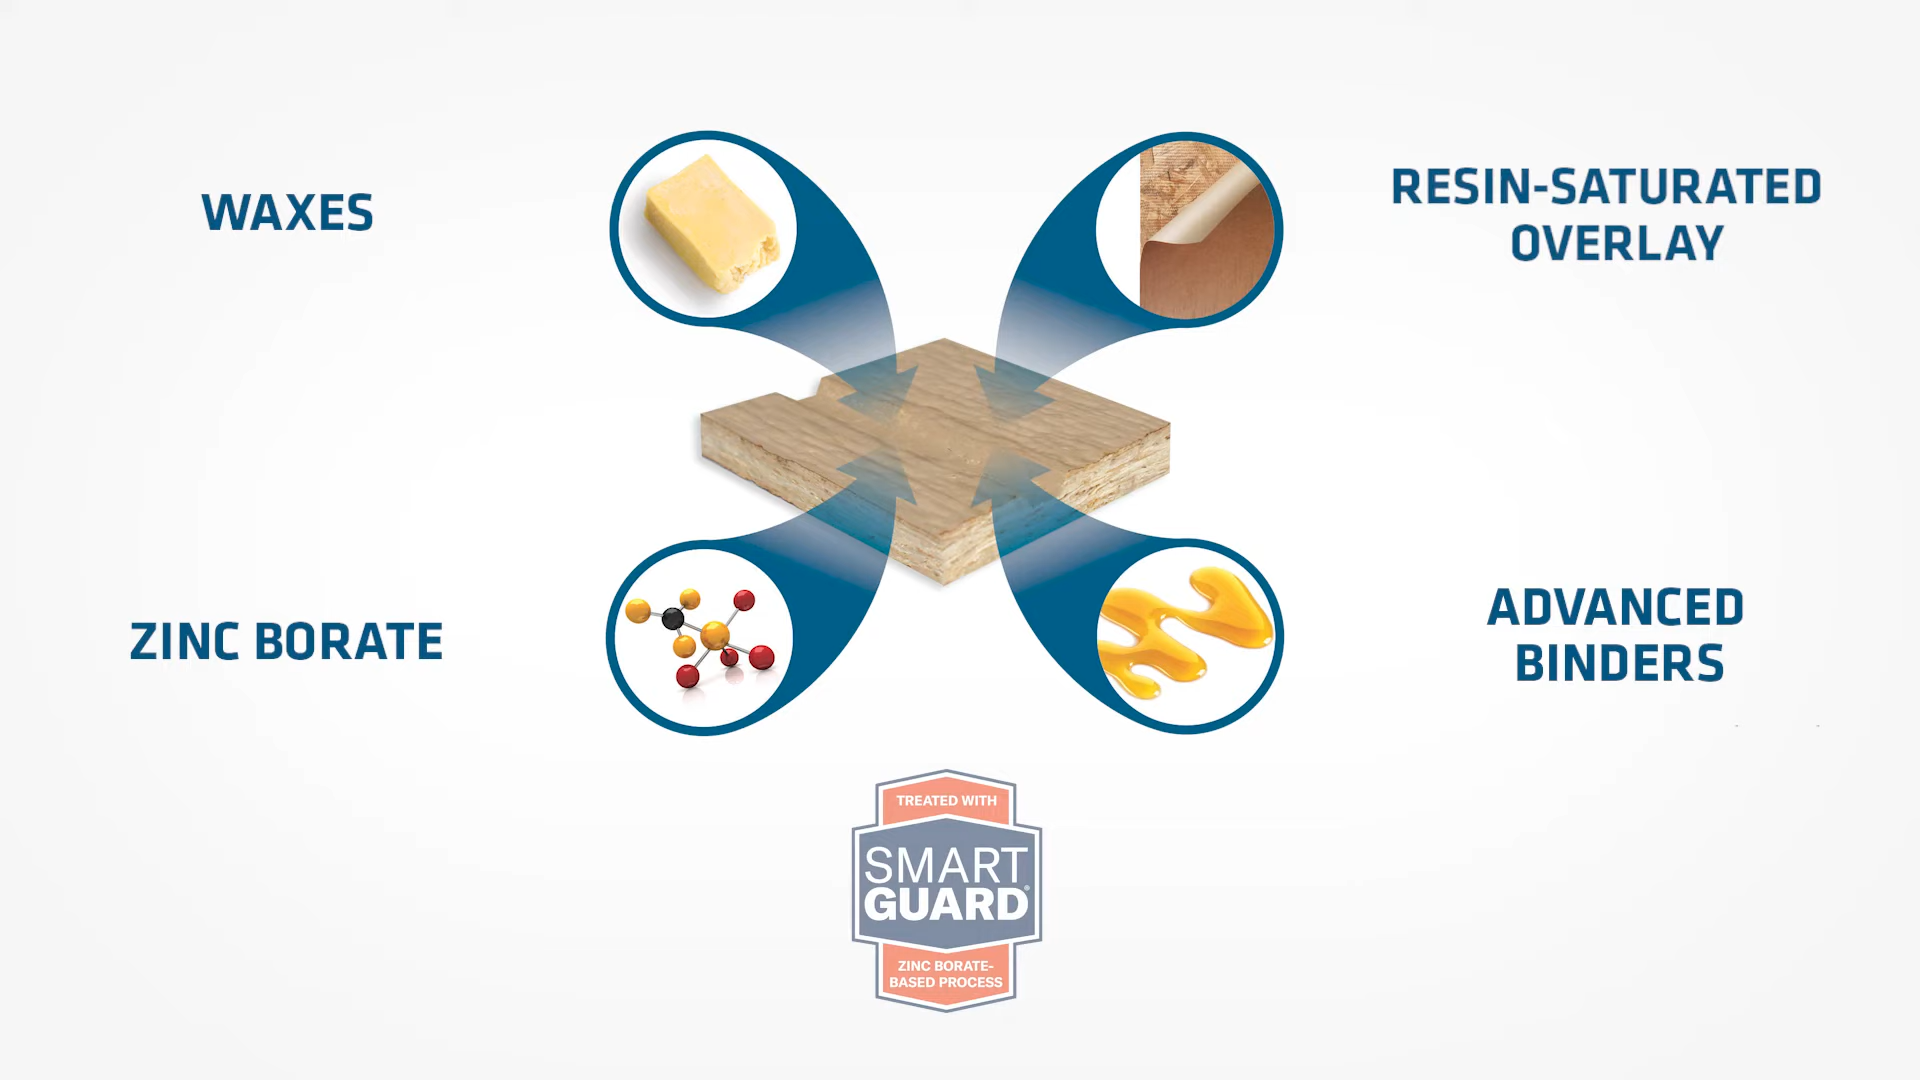 WAXES
RESIN-SATURATED
OVERLAY
ZINC BORATE
ADVANCED
BINDERS
TREATED WITH
SMART
GUARD®
ZINC BORATE-
BASED PROCESS